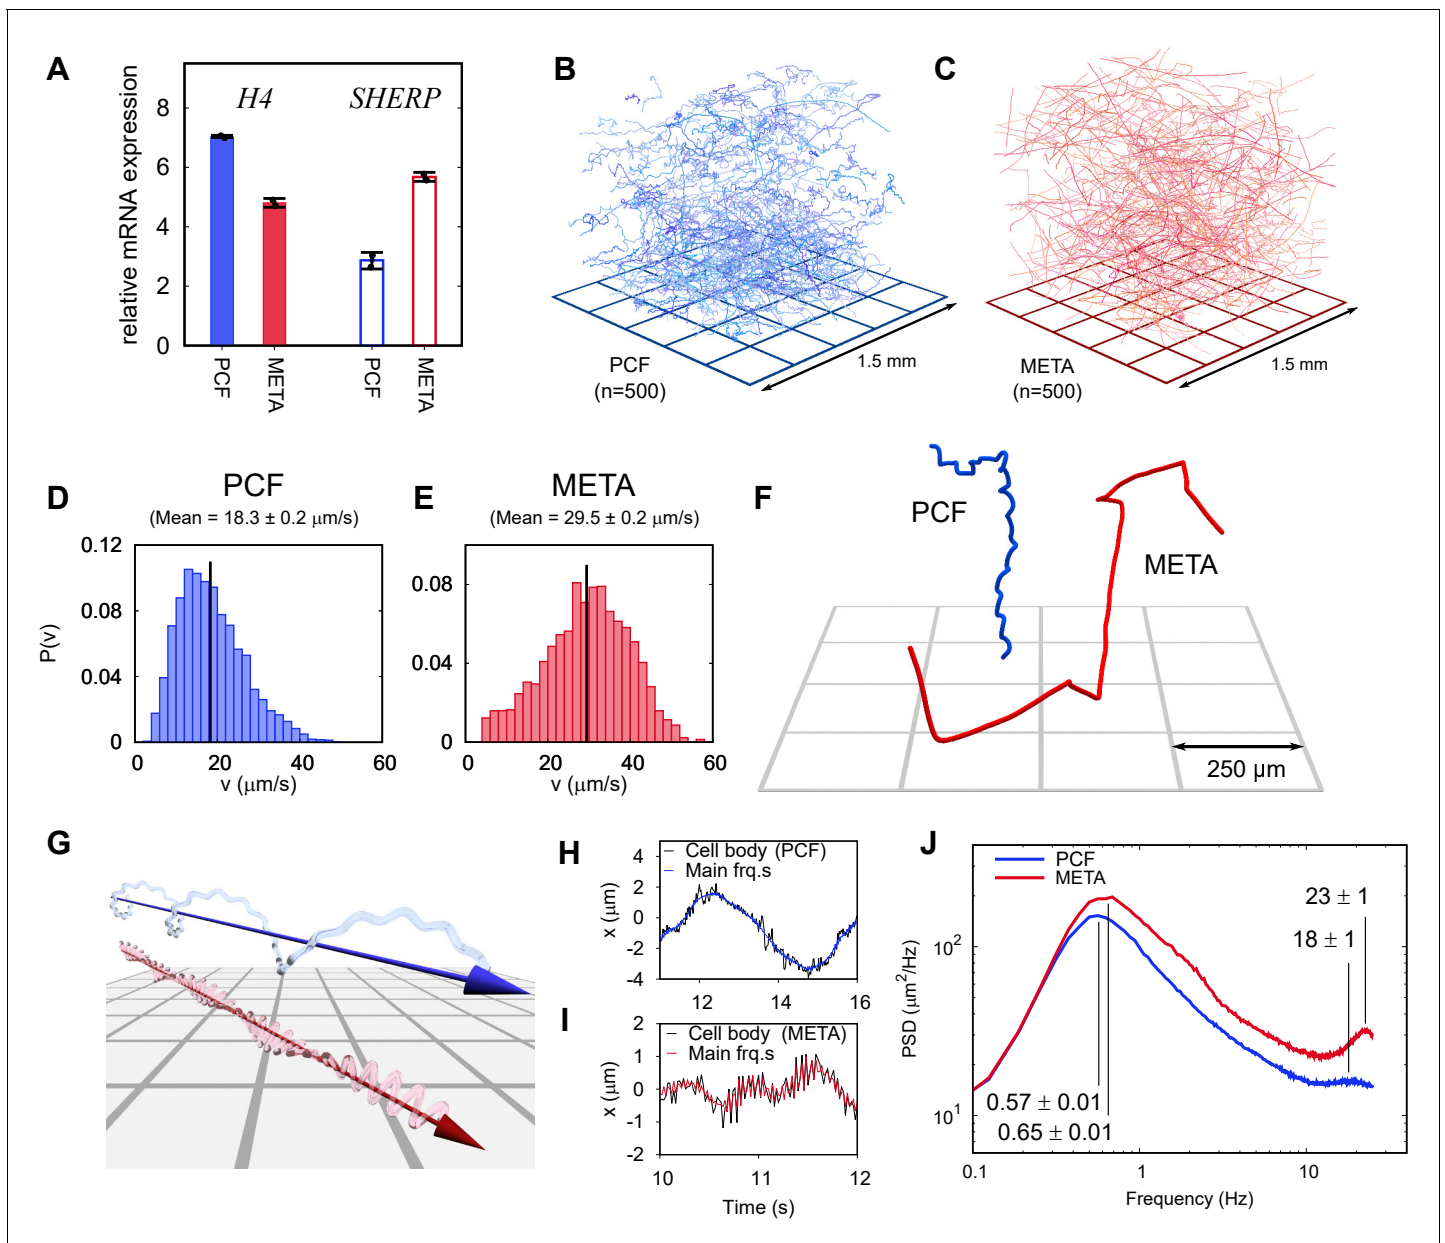 A
relative mRNA expression
8
6
4
2
0
H4
SHERP
PCF
META
PCF
META
B
PCF
(n=500)
1.5 mm
C
META
(n=500)
1.5 mm
D
PCF
(Mean = 18.3 ± 0.2 μm/s)
P(v)
0.12
0.08
0.04
0
0
20
40
60
v (μm/s)
E
META
(Mean = 29.5 ± 0.2 μm/s)
0.08
0.04
0
0
20
40
60
v (μm/s)
F
PCF
META
250 μm
G
H
x (μm)
4
2
0
-2
-4
Cell body (PCF)
Main frq.s
12
14
16
I
x (μm)
2
1
0
-1
-2
Cell body (META)
Main frq.s
10
11
12
Time (s)
J
PSD (μm²/Hz)
10²
10¹
PCF
META
23 ± 1
18 ± 1
0.57 ± 0.01
0.65 ± 0.01
0.1
1
10
Frequency (Hz)